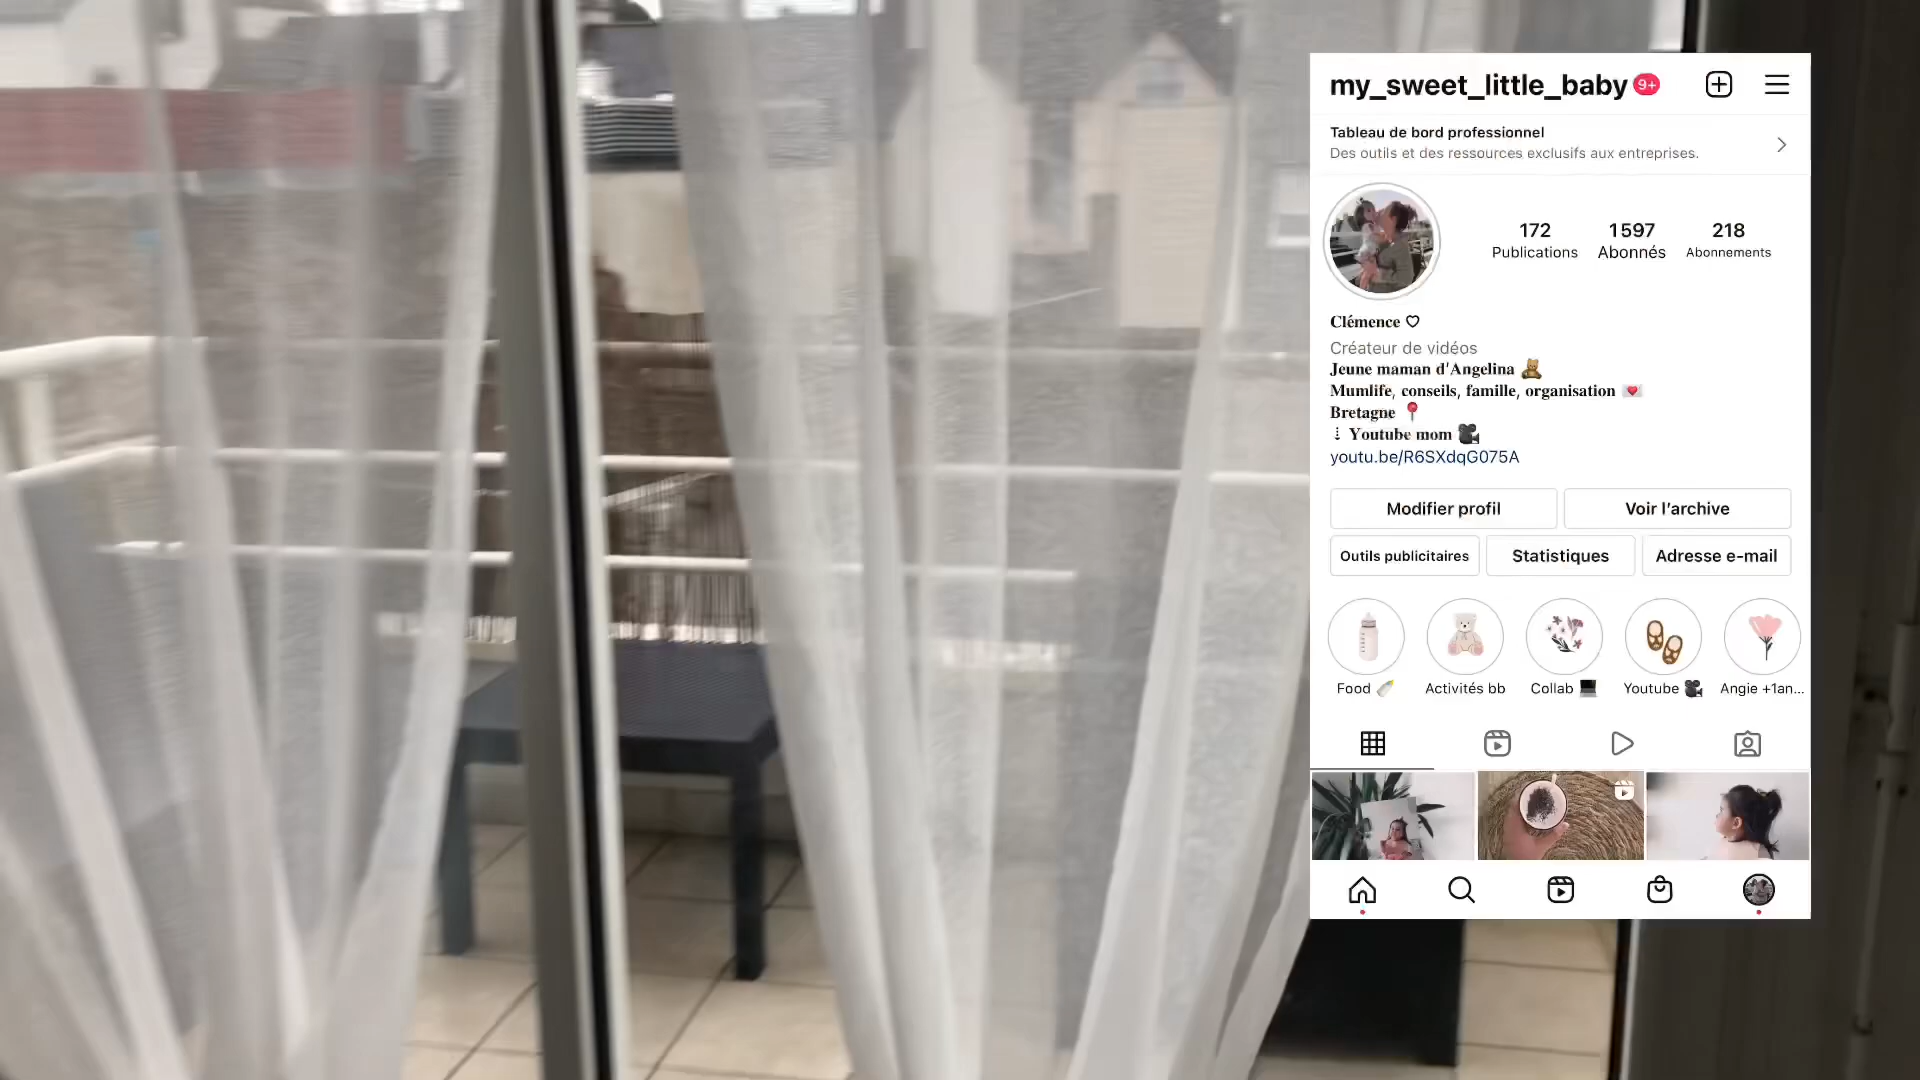 my_sweet_little_baby 9+
Tableau de bord professionnel
Des outils et des ressources exclusifs aux entreprises.
172 1 597 218
Publications Abonnés Abonnements
Clémence ♡
Créateur de vidéos
Jeune maman d'Angelina 🧸
Mumlife, conseils, famille, organisation 💌
Bretagne 📍
⇣ Youtube mom 🎥
youtu.be/R6SXdqG075A
Modifier profil Voir l'archive
Outils publicitaires Statistiques Adresse e-mail
Food 🍼 Activités bb Collab 💻 Youtube 🎥 Angie +1an...